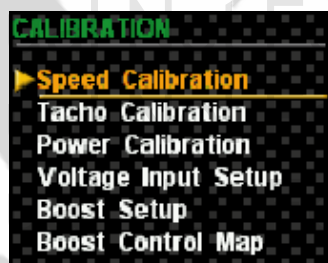 CALIBRATION
Speed Calibration
Tacho Calibration
Power Calibration
Voltage Input Setup
Boost Setup
Boost Control Map